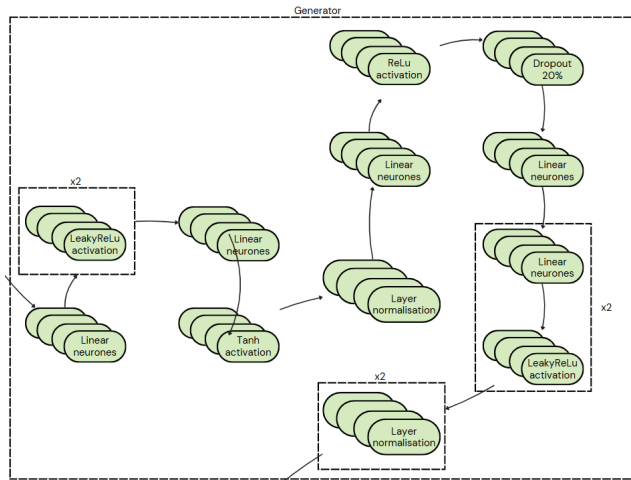 Generator
ReLu
activation
Dropout
20%
Linear
neurones
Linear
neurones
x2
LeakyReLu
activation
Linear
neurones
Linear
neurones
x2
Linear
neurones
Tanh
activation
Layer
normalisation
LeakyReLu
activation
x2
Layer
normalisation